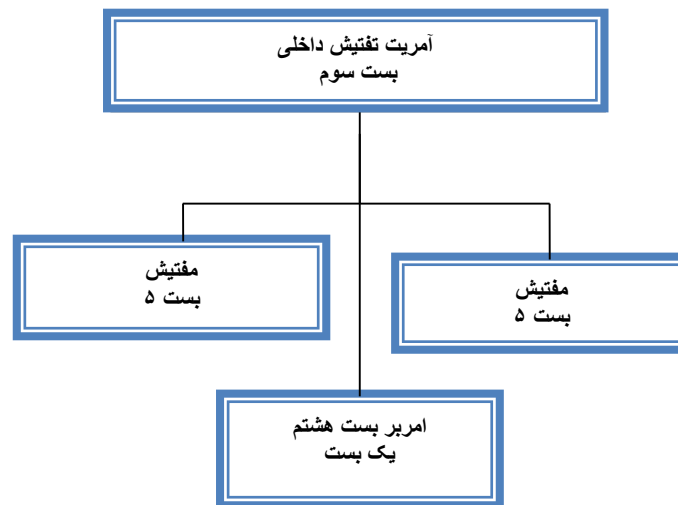 آمریت تفتیش داخلی
بست سوم
مفتیش
بست ۵
مفتیش
بست ۵
امربر بست هشتم
یک بست